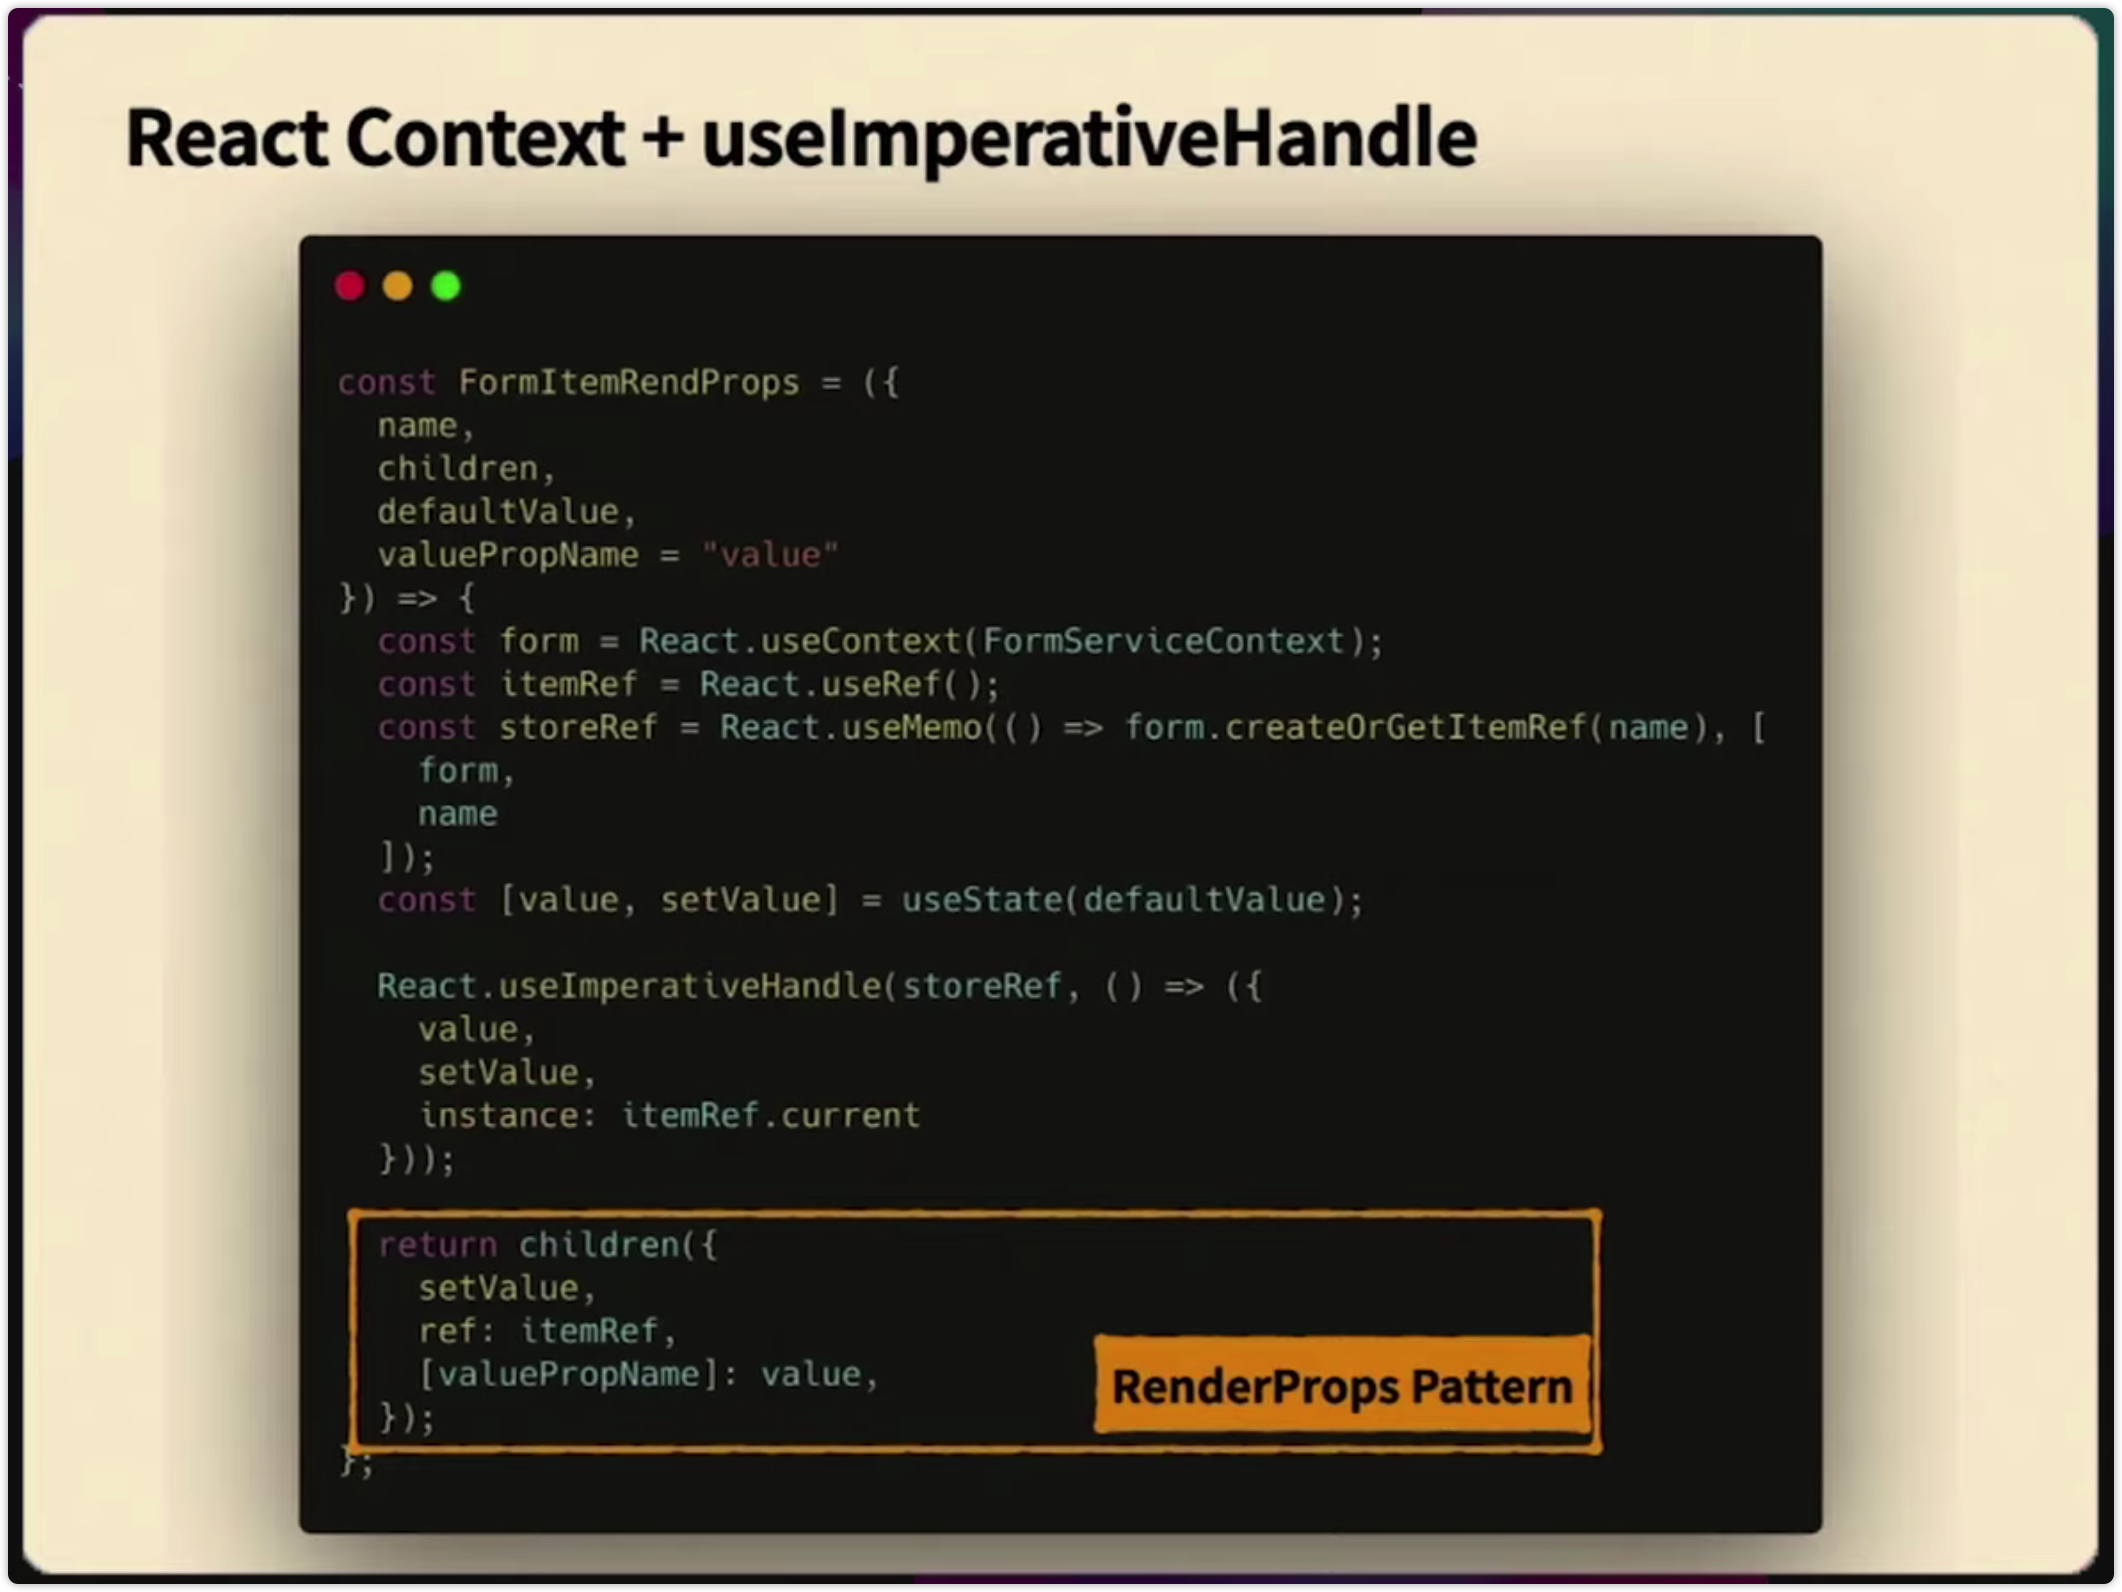 React Context + useImperativeHandle
const FormItemRendProps = ({
  name,
  children,
  defaultValue,
  valuePropName = "value"
}) => {
  const form = React.useContext(FormServiceContext);
  const itemRef = React.useRef();
  const storeRef = React.useMemo(() => form.createOrGetItemRef(name), [
    form,
    name
  ]);
  const [value, setValue] = useState(defaultValue);
  React.useImperativeHandle(storeRef, () => ({
    value,
    setValue,
    instance: itemRef.current
  }));
  return children({
    setValue,
    ref: itemRef,
    [valuePropName]: value,
  });
RenderProps Pattern
};